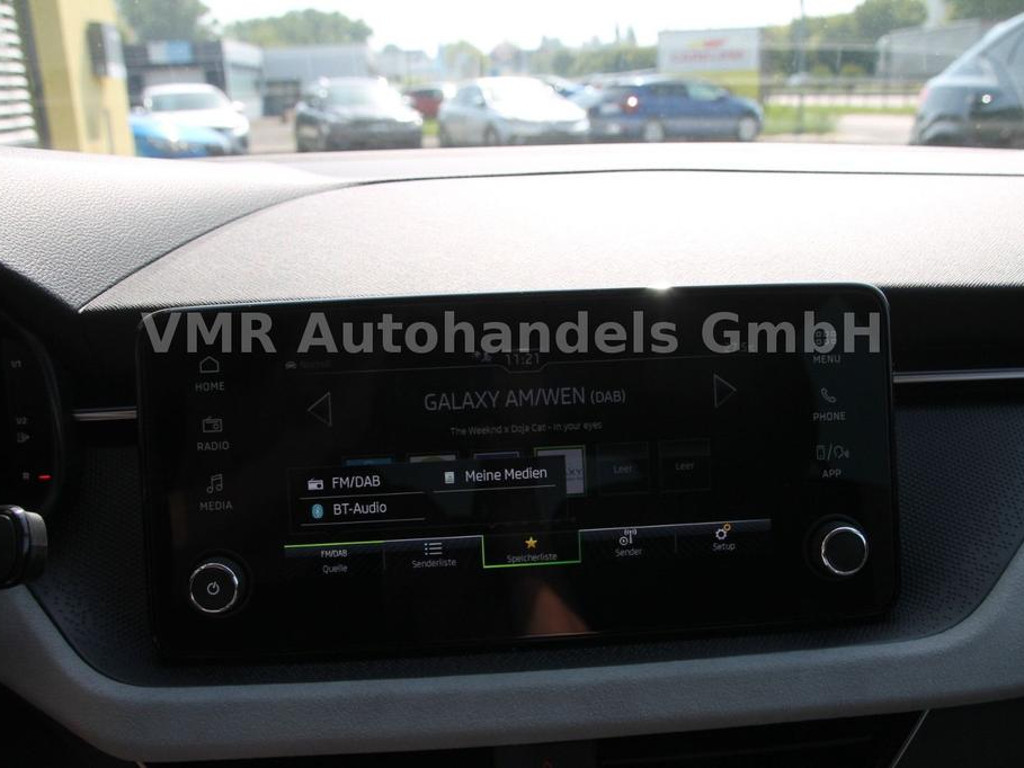 VMR Autohandels GmbH
11:21
MENU
HOME
GALAXY AM/WEN (DAB)
The Weeknd x Doja Cat - In your eyes
PHONE
RADIO
FM/DAB
Meine Medien
Leer
Leer
APP
MEDIA
BT-Audio
FM/DAB
Quelle
Senderliste
Speicherliste
Sender
Setup